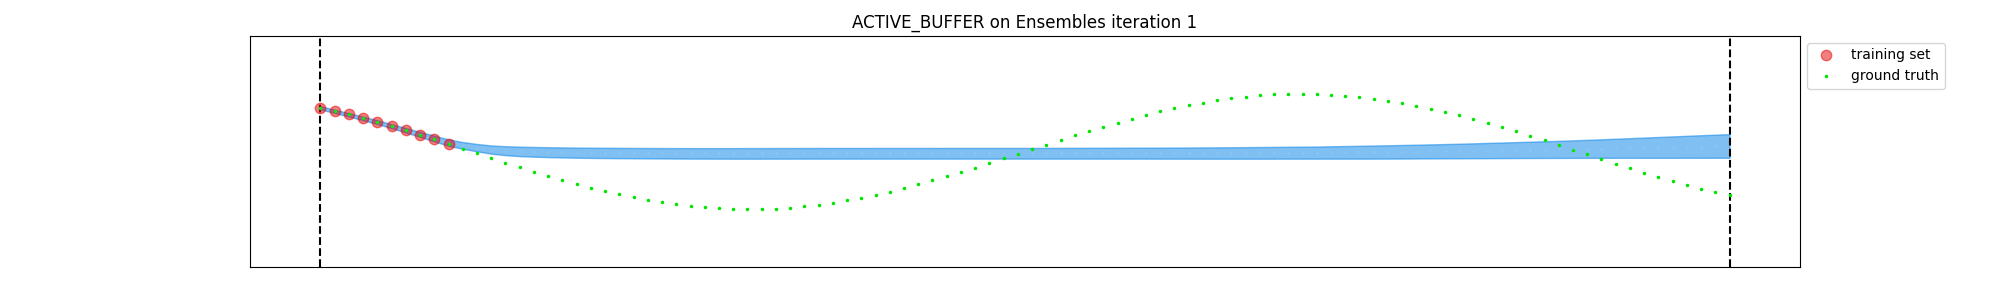 ACTIVE_BUFFER on Ensembles iteration 1
training set
ground truth